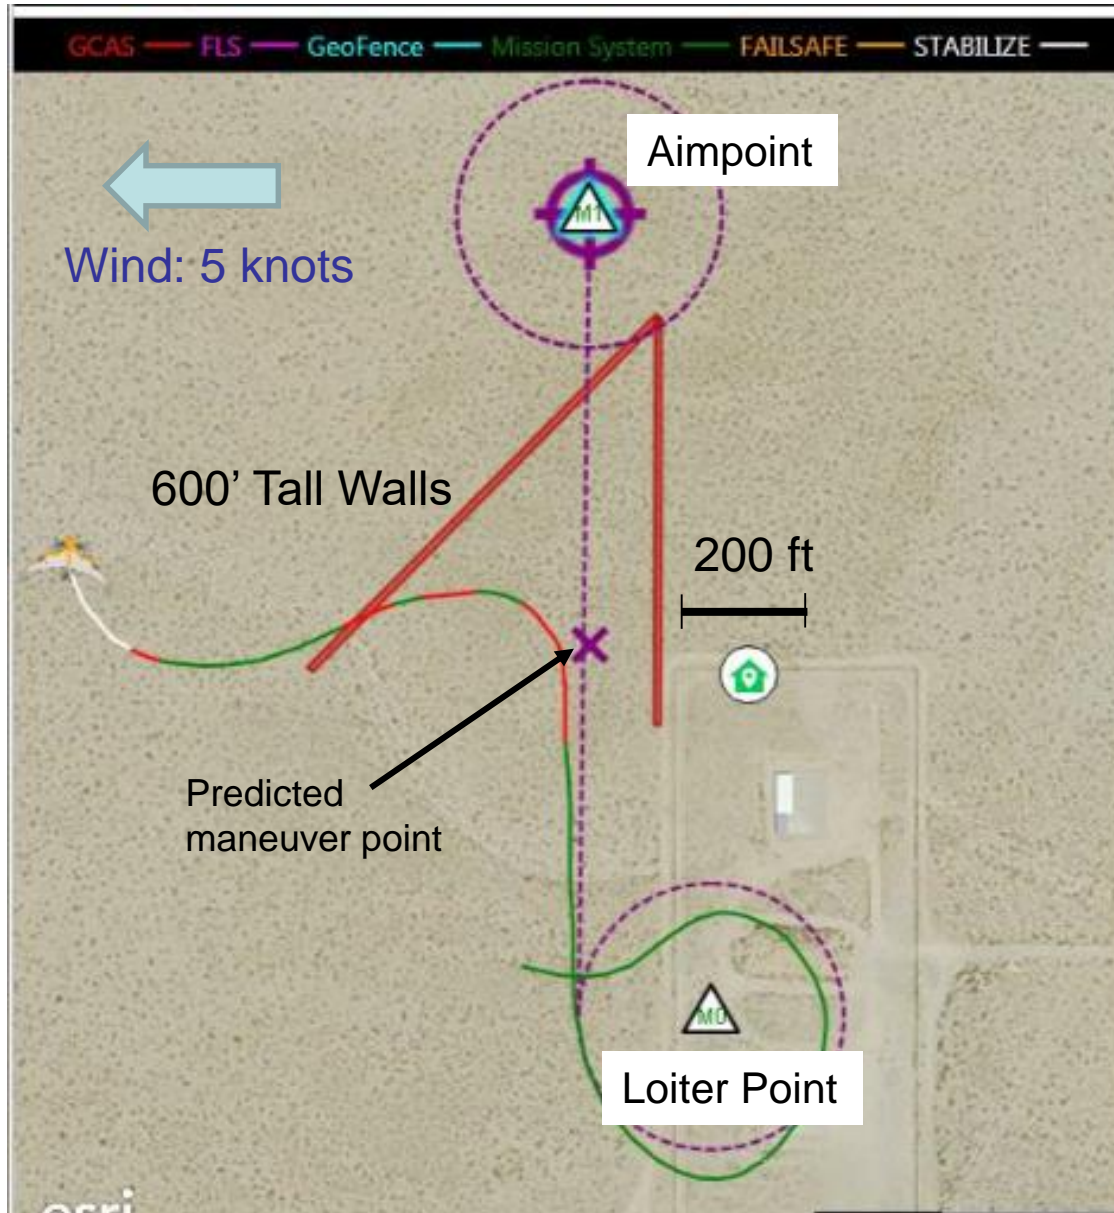 GCAS FLS GeoFence Mission System FAILSAFE STABILIZE
Aimpoint
M1
Wind: 5 knots
600’ Tall Walls
200 ft
Predicted
maneuver point
M0
Loiter Point
esri